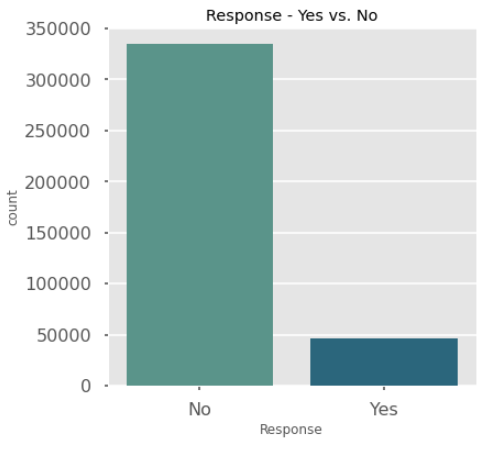 Response - Yes vs. No
350000
300000
250000
200000
150000
100000
50000
0
count
No Yes
Response